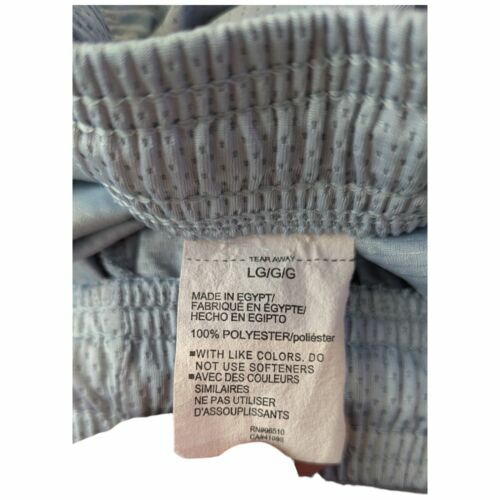 TEAR AWAY
LG/G/G
MADE IN EGYPT/
FABRIQUÉ EN ÉGYPTE/
HECHO EN EGIPTO
100% POLYESTER/poliéster
■WITH LIKE COLORS. DO
NOT USE SOFTENERS
■AVEC DES COULEURS
SIMILAIRES
NE PAS UTILISER
D'ASSOUPLISSANTS